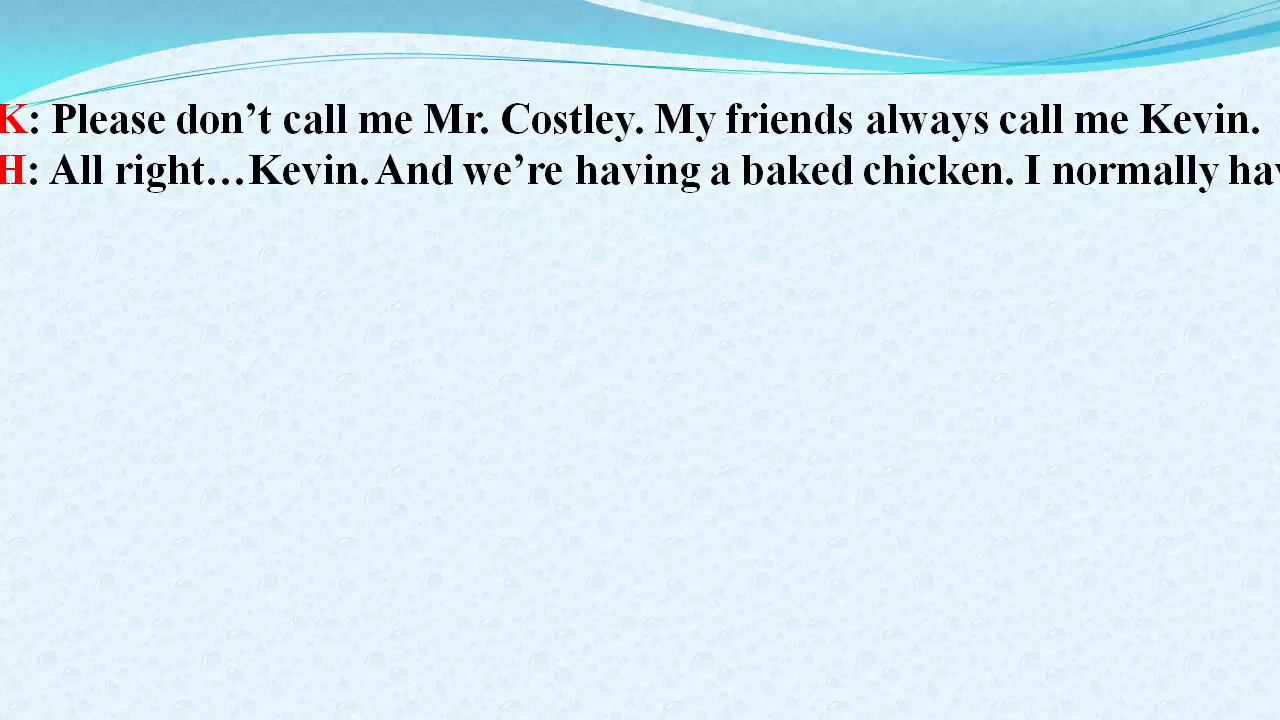 K: Please don’t call me Mr. Costley. My friends always call me Kevin.
H: All right…Kevin. And we’re having a baked chicken. I normally